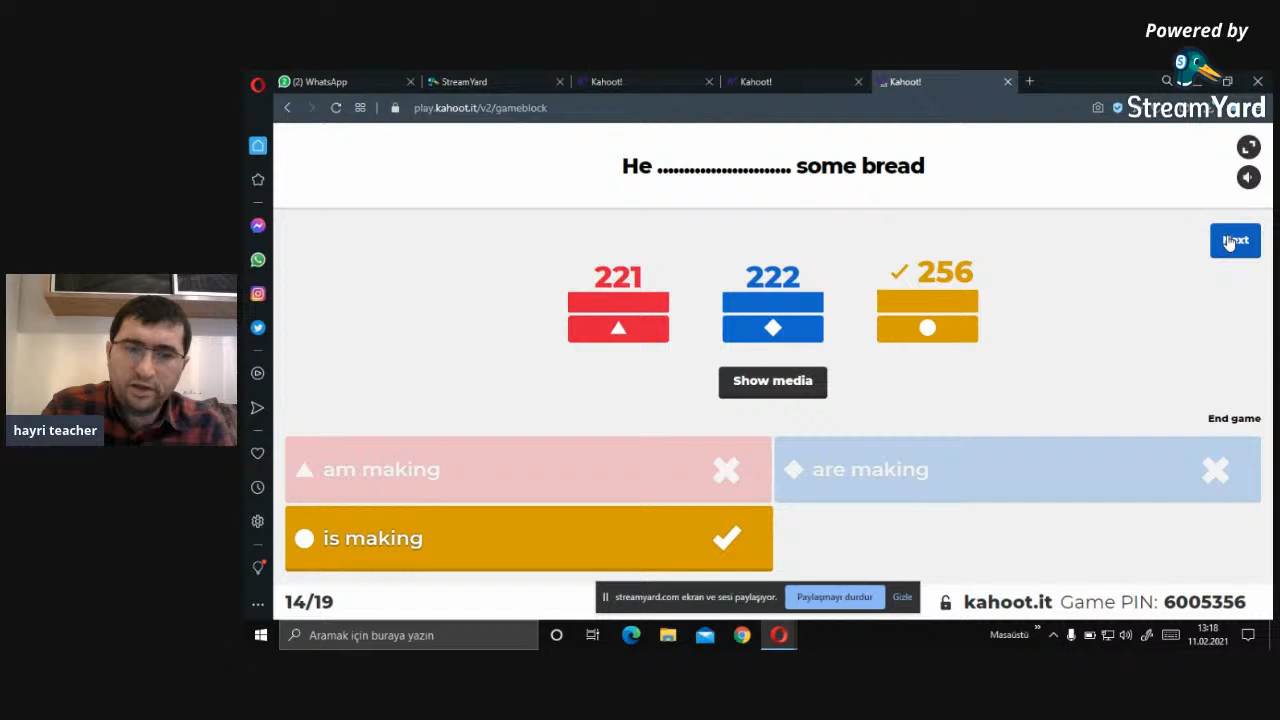 Powered by
StreamYard
(2) WhatsApp
StreamYard
Kahoot!
Kahoot!
Kahoot!
play.kahoot.it/v2/gameblock
He ......................... some bread
Next
221
222
256
Show media
End game
am making
are making
is making
hayri teacher
14/19
streamyard.com ekran ve sesi paylaşıyor.
Paylaşmayı durdur
Gizle
kahoot.it Game PIN: 6005356
Aramak için buraya yazın
Masaüstü
13:18
11.02.2021